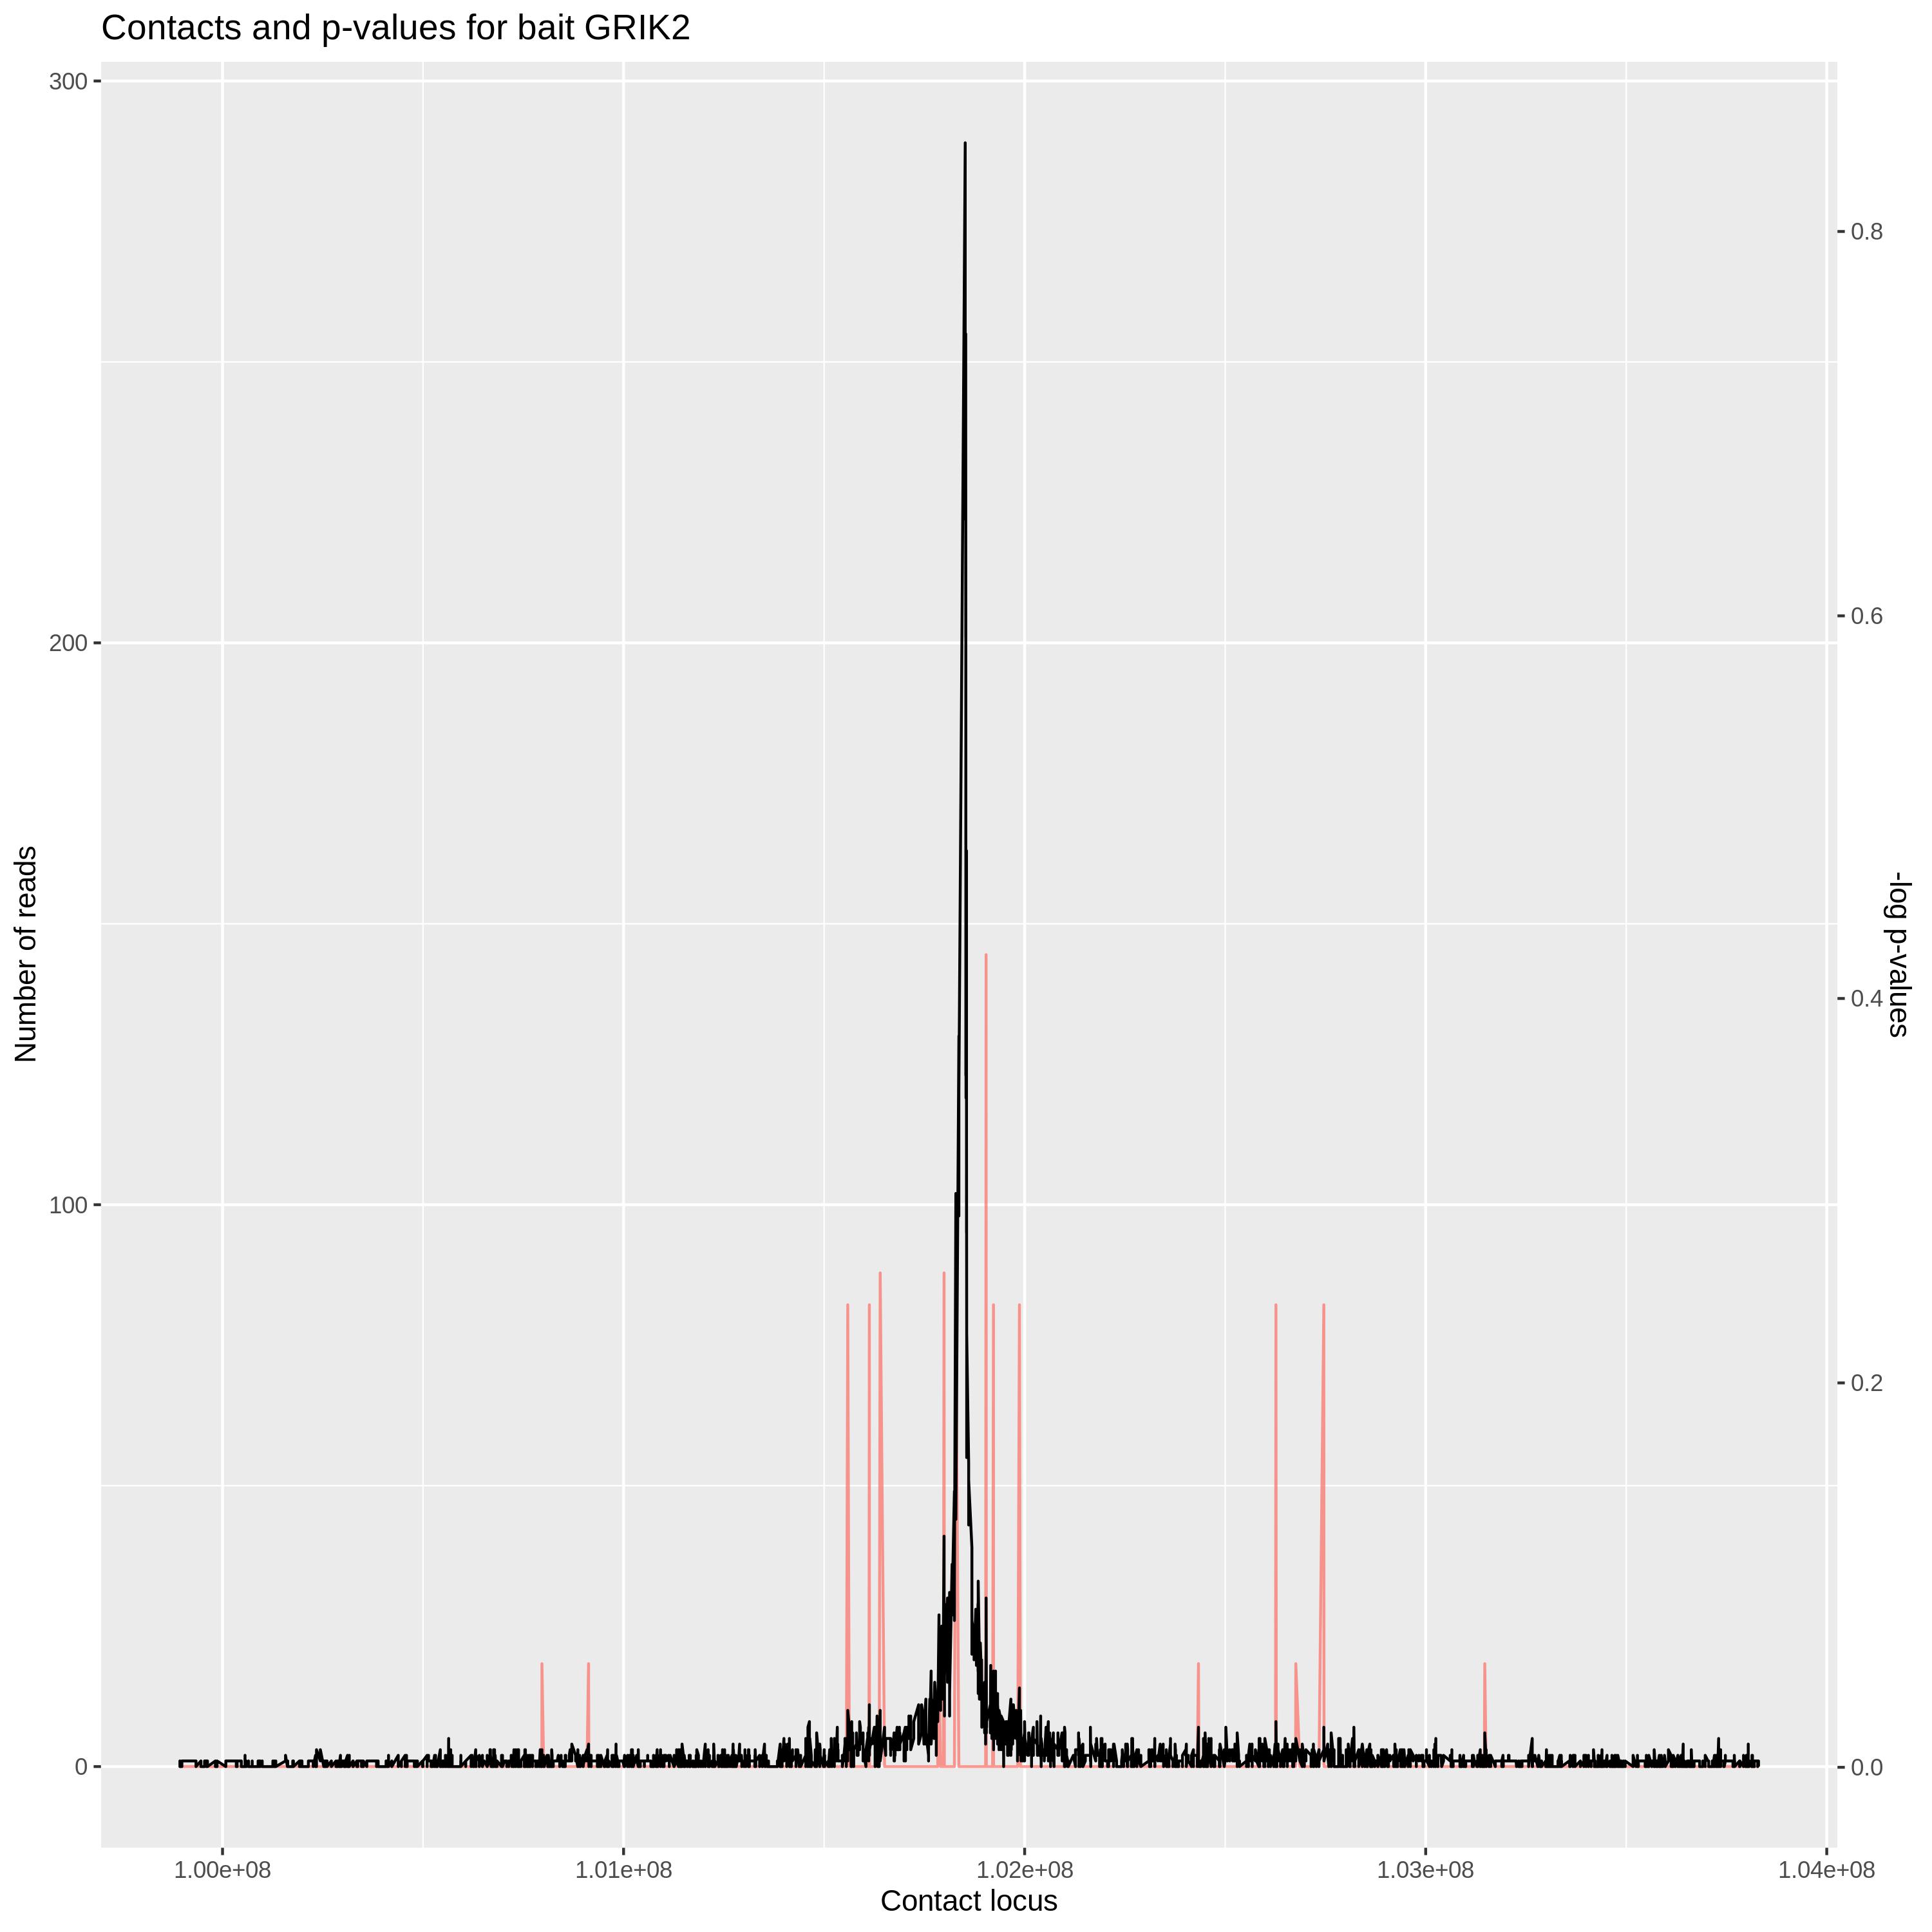 Contacts and p-values for bait GRIK2
300
200
100
0
Number of reads
0.8
0.6
0.4
0.2
0.0
-log p-values
1.00e+08
1.01e+08
1.02e+08
1.03e+08
1.04e+08
Contact locus